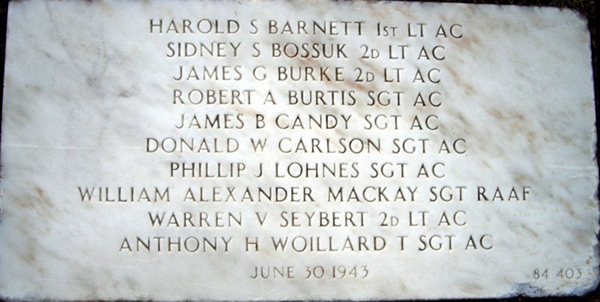 HAROLD S BARNETT 1ST LT AC
SIDNEY S BOSSUK 2D LT AC
JAMES G BURKE 2D LT AC
ROBERT A BURTIS SGT AC
JAMES B CANDY SGT AC
DONALD W CARLSON SGT AC
PHILLIP J LOHNES SGT AC
WILLIAM ALEXANDER MACKAY SGT RAAF
WARREN V SEYBERT 2D LT AC
ANTHONY H WOILLARD T SGT AC
JUNE 30 1943
84 403